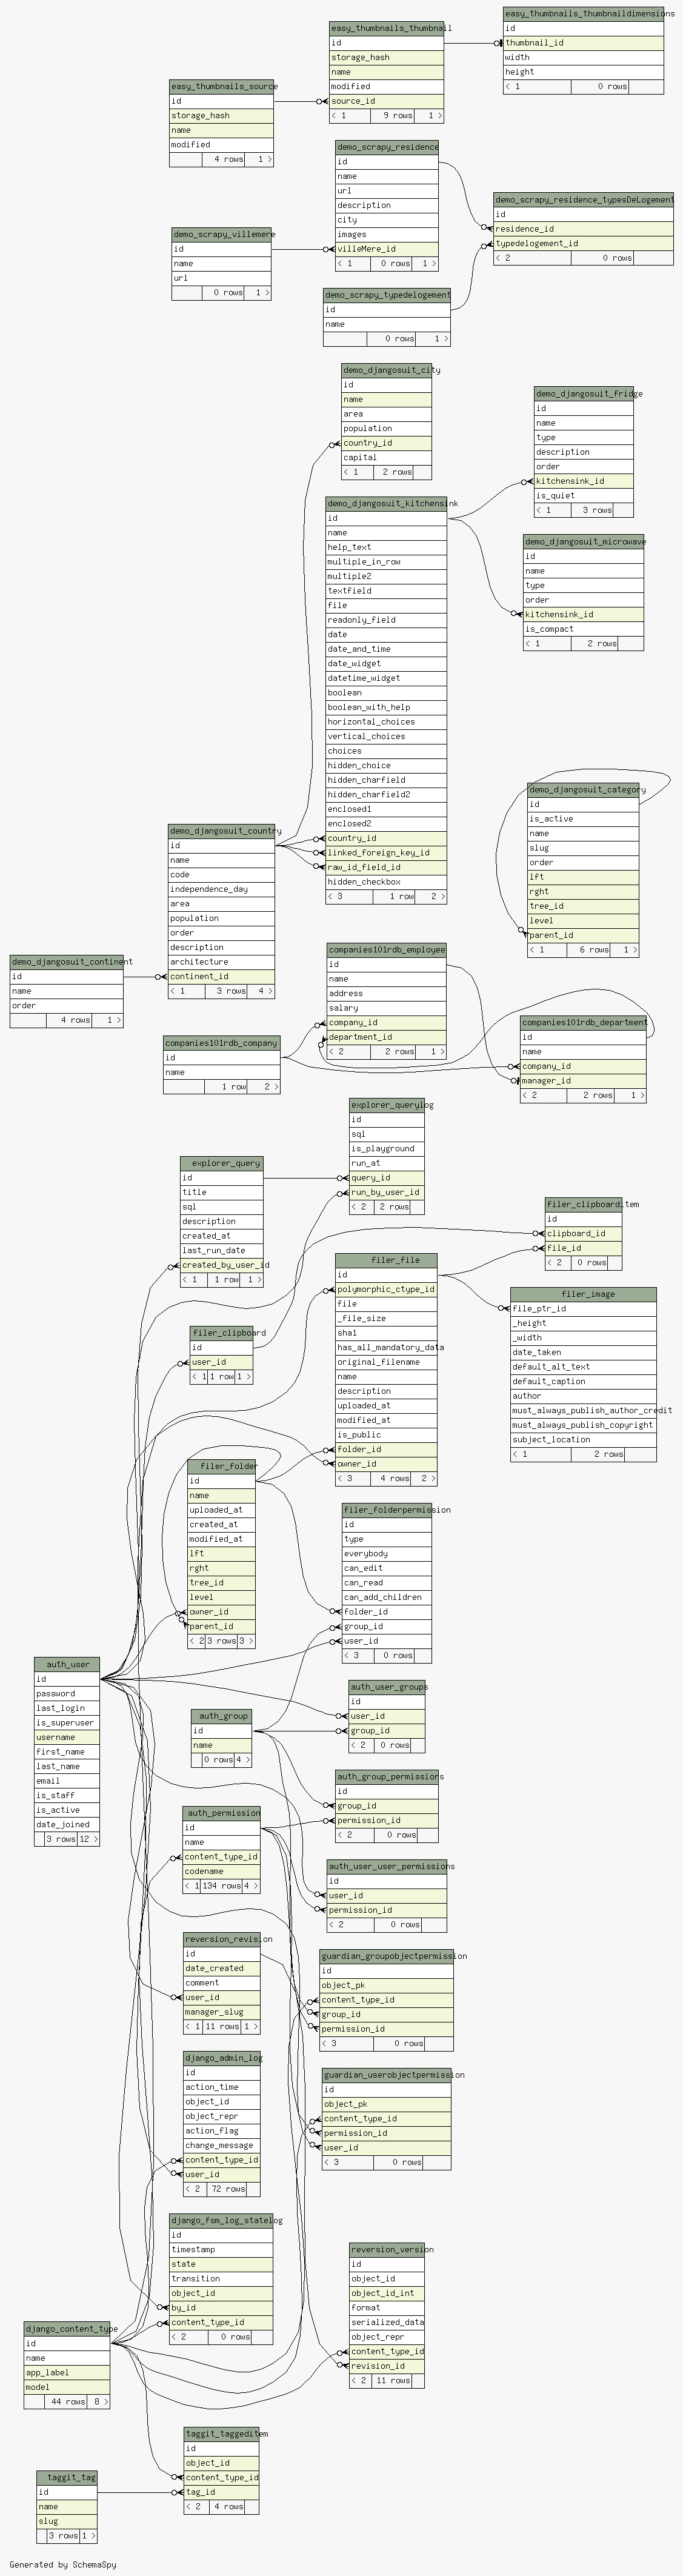 easy_thumbnails_thumbnaildimensions
id
thumbnail_id
width
height
< 1 0 rows
easy_thumbnails_thumbnail
id
storage_hash
name
modified
source_id
< 1 9 rows 1 >
easy_thumbnails_source
id
storage_hash
name
modified
4 rows 1 >
demo_scrapy_residence
id
name
url
description
city
images
villeMere_id
< 1 0 rows 1 >
demo_scrapy_residence_typesDeLogement
id
residence_id
typedelogement_id
< 2 0 rows
demo_scrapy_villemere
id
name
url
0 rows 1 >
demo_scrapy_typedelogement
id
name
0 rows 1 >
demo_djangosuit_city
id
name
area
population
country_id
capital
< 1 2 rows
demo_djangosuit_fridge
id
name
type
description
order
kitchensink_id
is_quiet
< 1 3 rows
demo_djangosuit_kitchensink
id
name
help_text
multiple_in_row
multiple2
textfield
file
readonly_field
date
date_and_time
date_widget
datetime_widget
boolean
boolean_with_help
horizontal_choices
vertical_choices
choices
hidden_choice
hidden_charfield
hidden_charfield2
enclosed1
enclosed2
country_id
linked_foreign_key_id
raw_id_field_id
hidden_checkbox
< 3 1 row 2 >
demo_djangosuit_microwave
id
name
type
order
kitchensink_id
is_compact
< 1 2 rows
demo_djangosuit_category
id
is_active
name
slug
order
lft
rght
tree_id
level
parent_id
< 1 6 rows 1 >
demo_djangosuit_country
id
name
code
independence_day
area
population
order
description
architecture
continent_id
< 1 3 rows 4 >
demo_djangosuit_continent
id
name
order
4 rows 1 >
companies101rdb_employee
id
name
address
salary
company_id
department_id
< 2 2 rows 1 >
companies101rdb_company
id
name
1 row 2 >
companies101rdb_department
id
name
company_id
manager_id
< 2 2 rows 1 >
explorer_querylog
id
sql
is_playground
run_at
query_id
run_by_user_id
< 2 2 rows
explorer_query
id
title
sql
description
created_at
last_run_date
created_by_user_id
< 1 1 row 1 >
filer_clipboarditem
id
clipboard_id
file_id
< 2 0 rows
filer_file
id
polymorphic_ctype_id
file
_file_size
sha1
has_all_mandatory_data
original_filename
name
description
uploaded_at
modified_at
is_public
folder_id
owner_id
< 3 4 rows 2 >
filer_image
file_ptr_id
_height
_width
date_taken
default_alt_text
default_caption
author
must_always_publish_author_credit
must_always_publish_copyright
subject_location
< 1 2 rows
filer_clipboard
id
user_id
< 1 1 row 1 >
filer_folder
id
name
uploaded_at
created_at
modified_at
lft
rght
tree_id
level
owner_id
parent_id
< 2 3 rows 3 >
filer_folderpermission
id
type
everybody
can_edit
can_read
can_add_children
folder_id
group_id
user_id
< 3 0 rows
auth_user
id
password
last_login
is_superuser
username
first_name
last_name
email
is_staff
is_active
date_joined
3 rows 12 >
auth_user_groups
id
user_id
group_id
< 2 0 rows
auth_group
id
name
0 rows 4 >
auth_group_permissions
id
group_id
permission_id
< 2 0 rows
auth_permission
id
name
content_type_id
codename
< 1 134 rows 4 >
auth_user_user_permissions
id
user_id
permission_id
< 2 0 rows
reversion_revision
id
date_created
comment
user_id
manager_slug
< 1 11 rows 1 >
guardian_groupobjectpermission
id
object_pk
content_type_id
group_id
permission_id
< 3 0 rows
django_admin_log
id
action_time
object_id
object_repr
action_flag
change_message
content_type_id
user_id
< 2 72 rows
guardian_userobjectpermission
id
object_pk
content_type_id
permission_id
user_id
< 3 0 rows
django_fsm_log_statelog
id
timestamp
state
transition
object_id
by_id
content_type_id
< 2 0 rows
reversion_version
id
object_id
object_id_int
format
serialized_data
object_repr
content_type_id
revision_id
< 2 11 rows
django_content_type
id
name
app_label
model
44 rows 8 >
taggit_taggeditem
id
object_id
content_type_id
tag_id
< 2 4 rows
taggit_tag
id
name
slug
3 rows 1 >
Generated by SchemaSpy